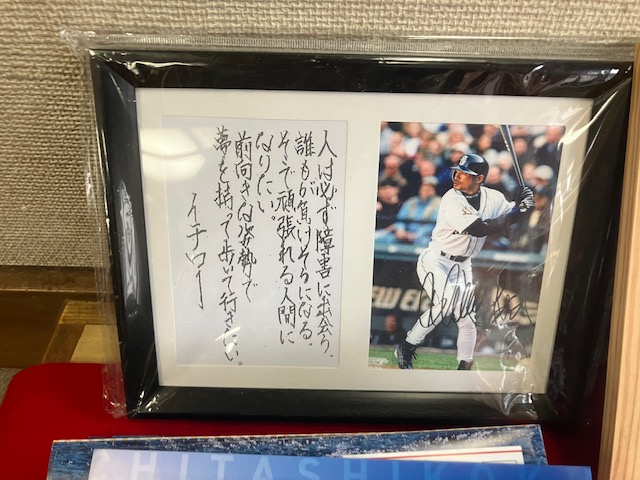 人は必ず障害に出会う.
誰もが負けそうになる。
そこで頑張れる人間に
なりたい。
前向きな姿勢で
夢を持って歩いて行きたい。
イチロー
NEW E
HITASHIKOK